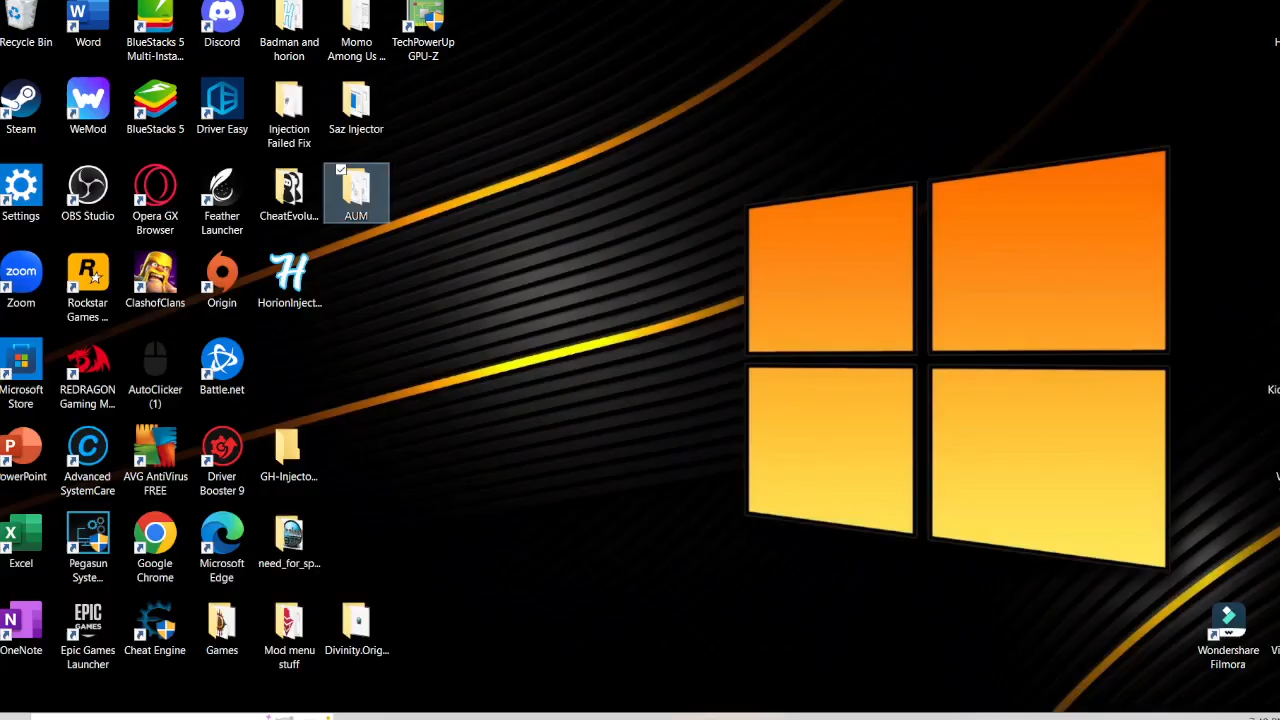 Recycle Bin
Word
BlueStacks 5
Multi-Insta...
Discord
Badman and
horion
Momo
Among Us ...
TechPowerUp
GPU-Z
Steam
WeMod
BlueStacks 5
Driver Easy
Injection
Failed Fix
Saz Injector
Settings
OBS Studio
Opera GX
Browser
Feather
Launcher
CheatEvolu...
AUM
zoom
Zoom
Rockstar
Games ...
ClashofClans
Origin
HorionInject...
Microsoft
Store
REDRAGON
Gaming M...
AutoClicker
(1)
Battle.net
PowerPoint
Advanced
SystemCare
AVG AntiVirus
FREE
Driver
Booster 9
GH-Injecto...
Excel
Pegasun
Syste...
Google
Chrome
Microsoft
Edge
need_for_sp...
OneNote
EPIC
GAMES
Epic Games
Launcher
Cheat Engine
Games
Mod menu
stuff
Divinity.Orig...
Wondershare
Filmora